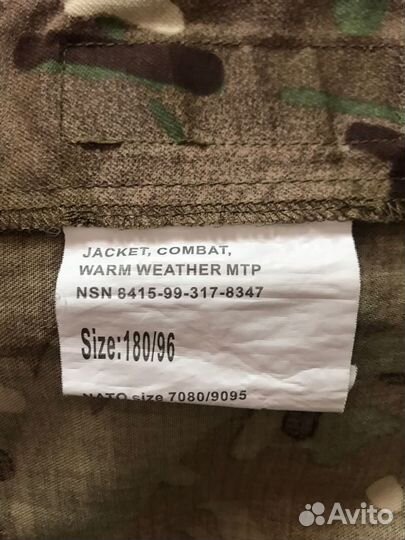 JACKET, COMBAT,
WARM WEATHER MTP
NSN 8415-99-317-8347
Size:180/96
NATO size 7080/9095
Avito